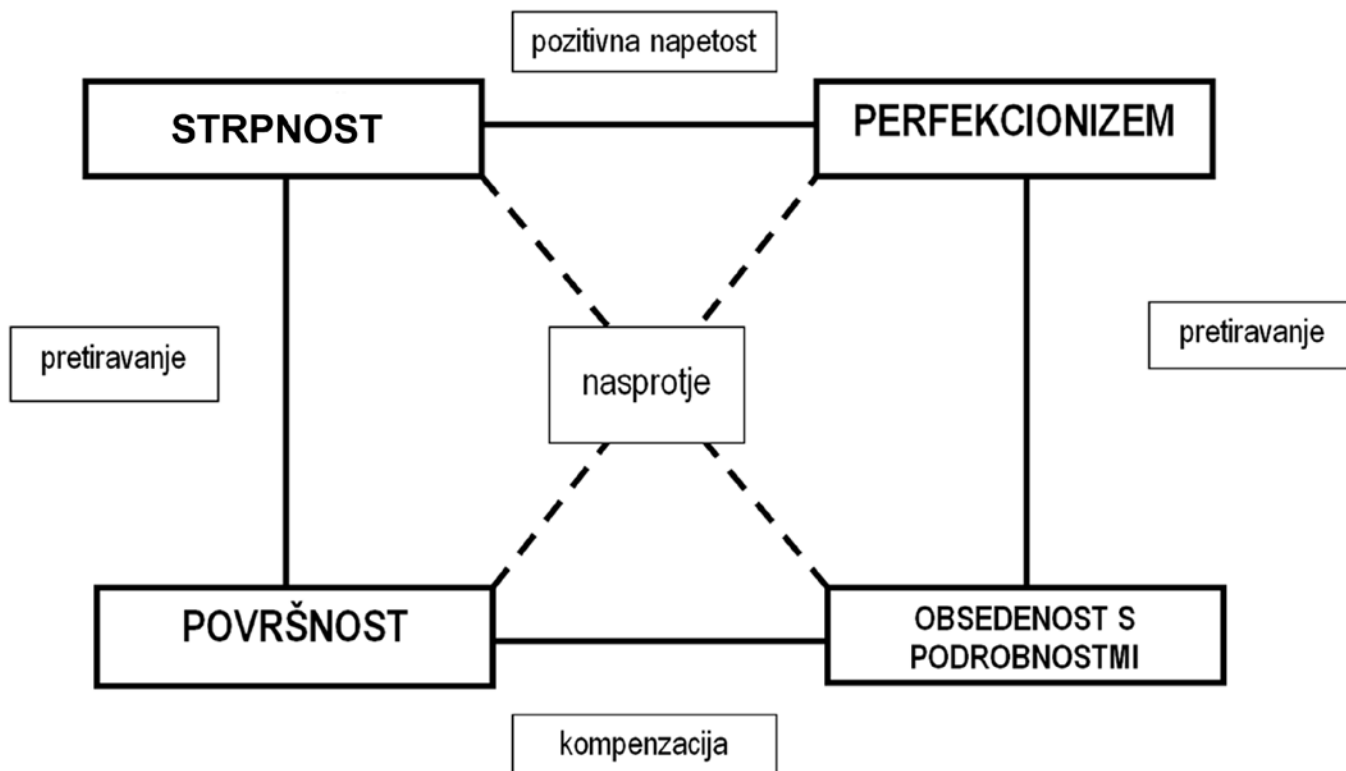 pozitivna napetost
STRPNOST
PERFEKCIONIZEM
pretiravanje
nasprotje
pretiravanje
POVRŠNOST
OBSEDENOST S
PODROBNOSTMI
kompenzacija